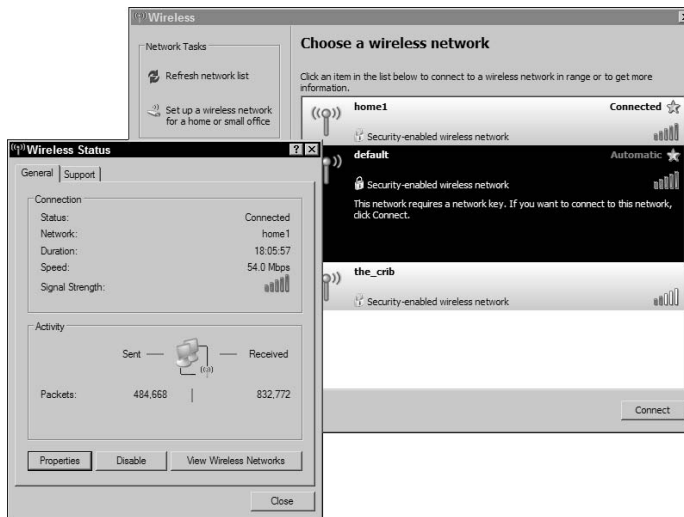 Wireless
Network Tasks
Refresh network list
Set up a wireless network
for a home or small office
Choose a wireless network
Click an item in the list below to connect to a wireless network in range or to get more
information.
home1 Connected
Security-enabled wireless network
default Automatic
Security-enabled wireless network
This network requires a network key. If you want to connect to this network,
click Connect.
the_crib
Security-enabled wireless network
Connect
Wireless Status
General Support
Connection
Status: Connected
Network: home1
Duration: 18:05:57
Speed: 54.0 Mbps
Signal Strength:
Activity
Sent Received
Packets: 484,668 832,772
Properties Disable View Wireless Networks
Close